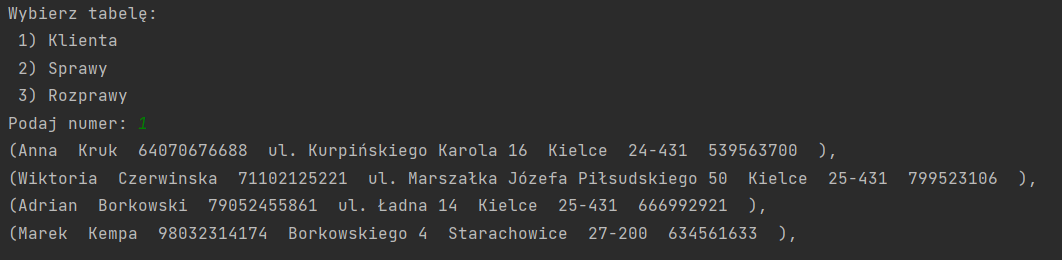 Wybierz tabelę:
1) Klienta
2) Sprawy
3) Rozprawy
Podaj numer: 1
(Anna  Kruk  64070676688  ul. Kurpińskiego Karola 16  Kielce  24-431  539563700  ),
(Wiktoria  Czerwinska  71102125221  ul. Marszałka Józefa Piłsudskiego 50  Kielce  25-431  799523106  ),
(Adrian  Borkowski  79052455861  ul. Ładna 14  Kielce  25-431  666992921  ),
(Marek  Kempa  98032314174  Borkowskiego 4  Starachowice  27-200  634561633  ),